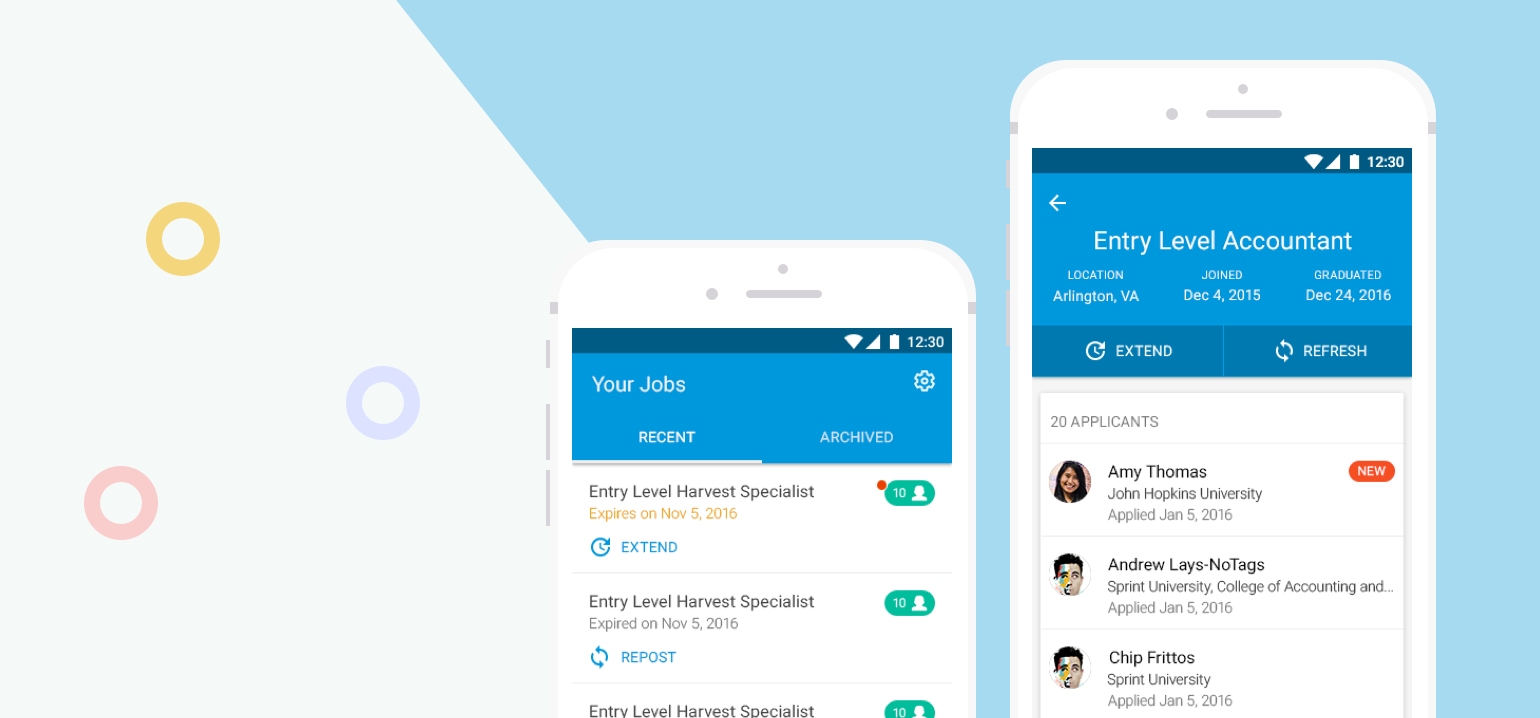 12:30
Your Jobs
RECENT
ARCHIVED
Entry Level Harvest Specialist
10
Expires on Nov 5, 2016
EXTEND
Entry Level Harvest Specialist
10
Expired on Nov 5, 2016
REPOST
Entry Level Harvest Specialist
10
12:30
Entry Level Accountant
LOCATION
Arlington, VA
JOINED
Dec 4, 2015
GRADUATED
Dec 24, 2016
EXTEND
REFRESH
20 APPLICANTS
Amy Thomas
NEW
John Hopkins University
Applied Jan 5, 2016
Andrew Lays-NoTags
Sprint University, College of Accounting and...
Applied Jan 5, 2016
Chip Frittos
Sprint University
Applied Jan 5, 2016